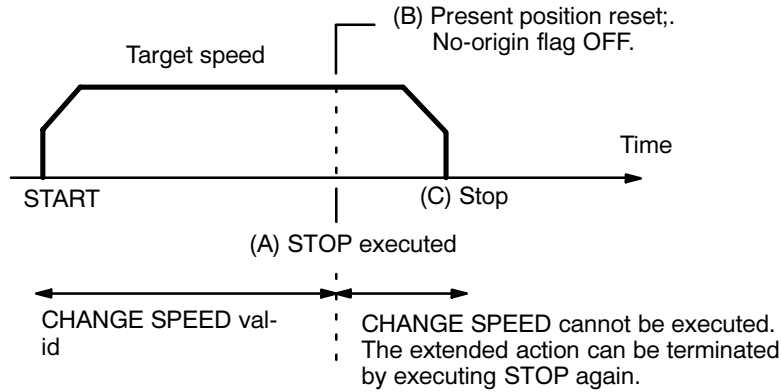 (B) Present position reset;.
No-origin flag OFF.
Target speed
Time
START
(C) Stop
(A) STOP executed
CHANGE SPEED val-
id
CHANGE SPEED cannot be executed.
The extended action can be terminated
by executing STOP again.